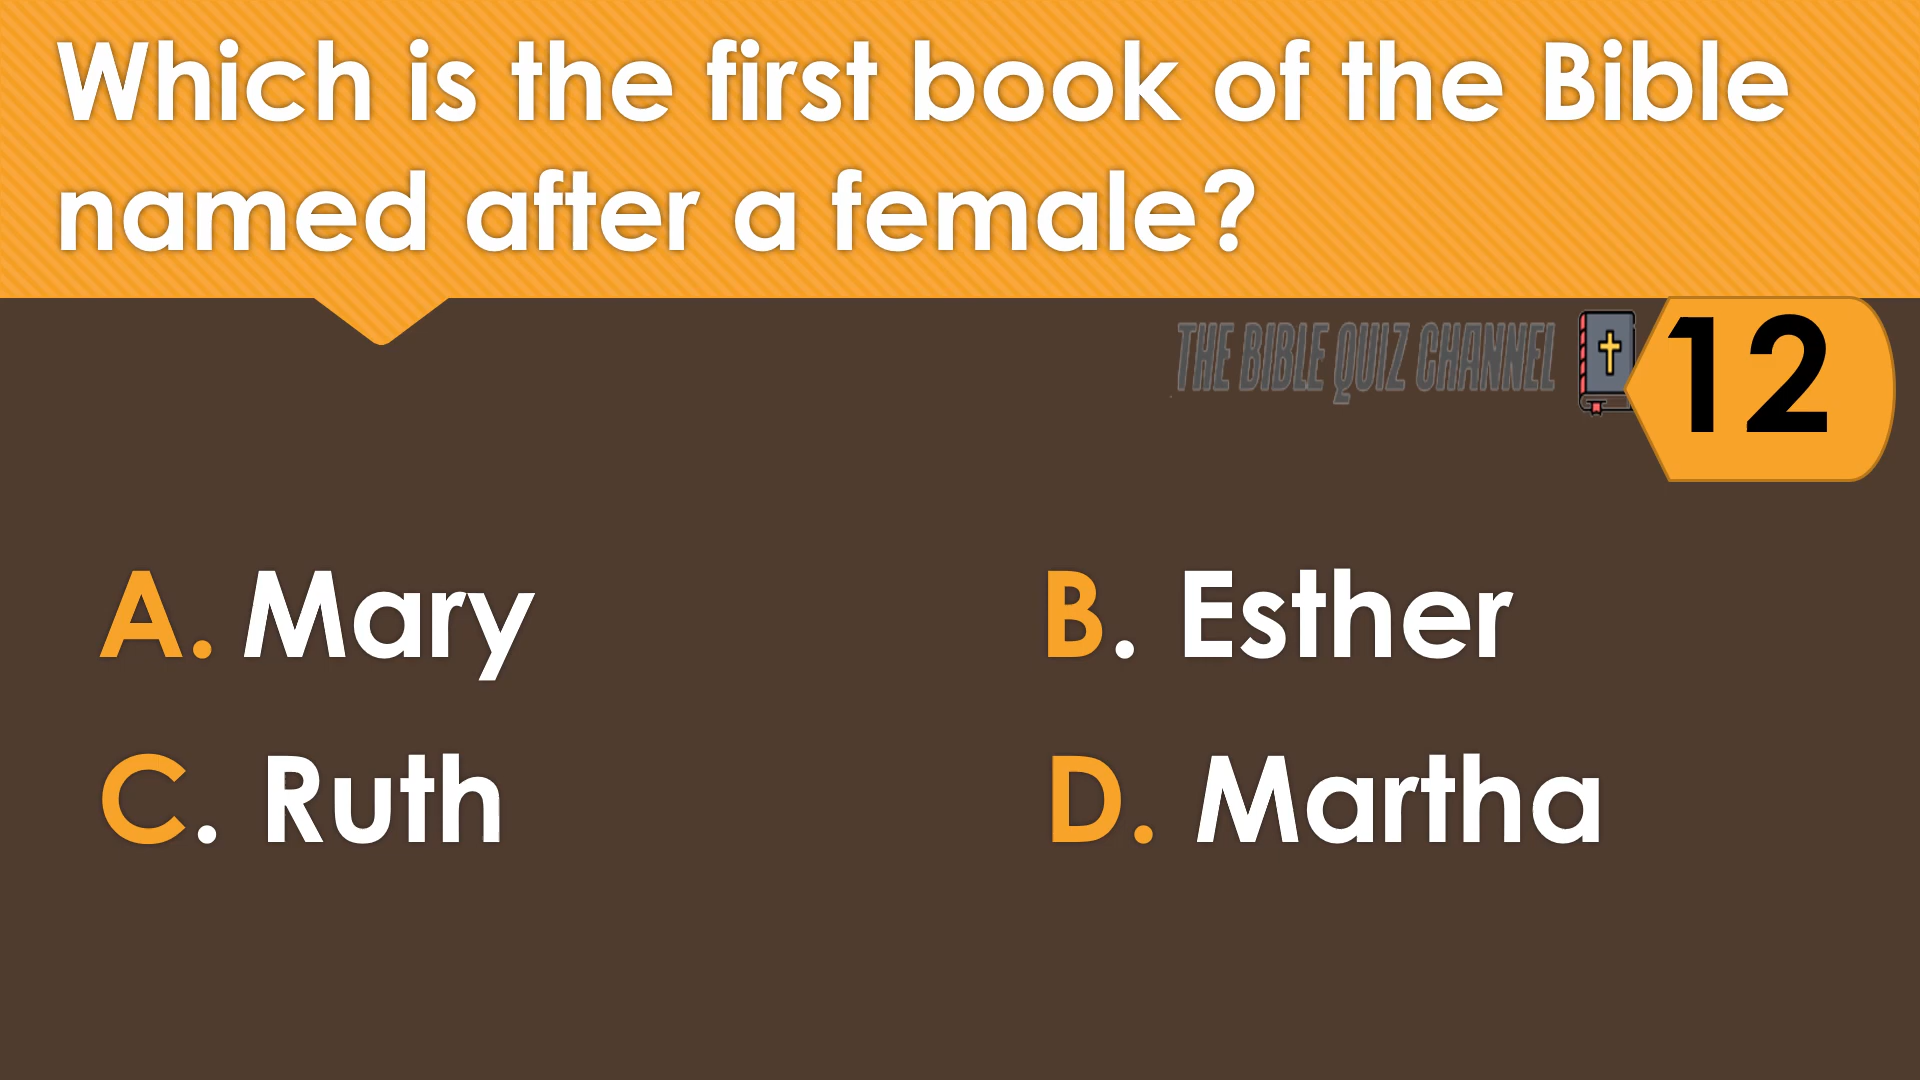 Which is the first book of the Bible
named after a female?
THE BIBLE QUIZ CHANNEL
12
A. Mary
B. Esther
C. Ruth
D. Martha